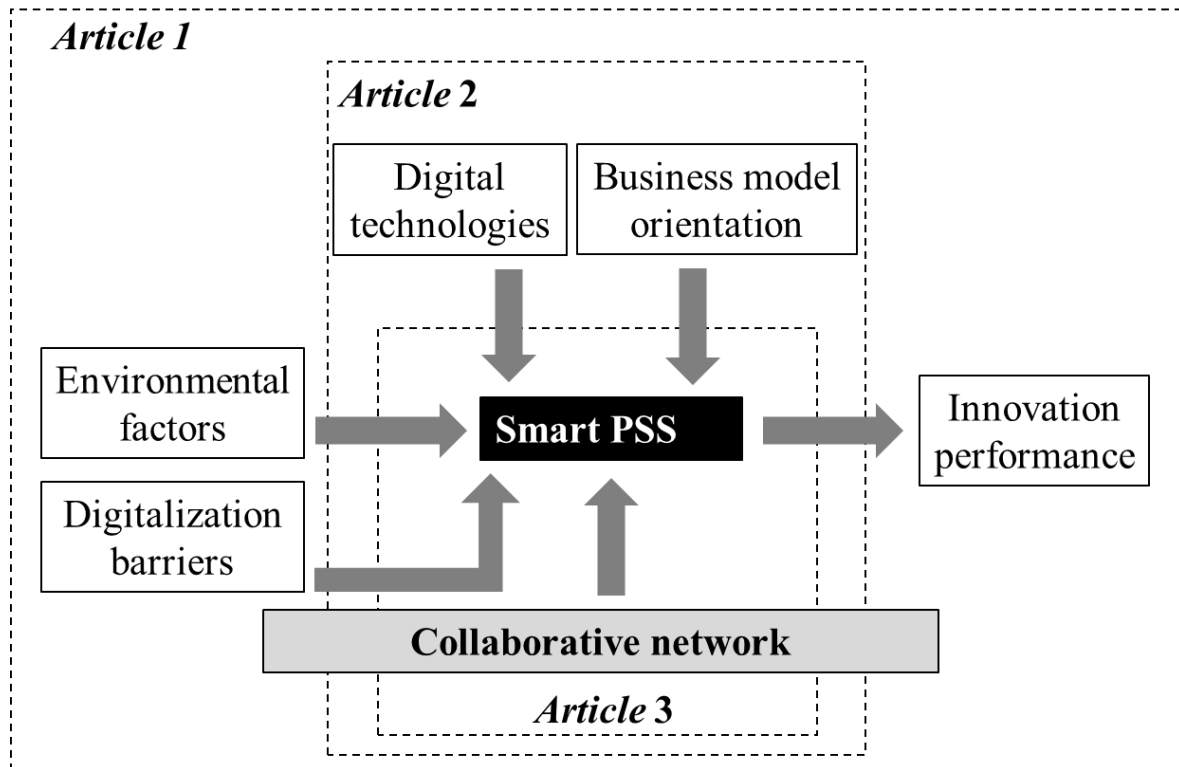 Article 1
Article 2
Digital
technologies
Business model
orientation
Environmental
factors
Smart PSS
Innovation
performance
Digitalization
barriers
Collaborative network
Article 3